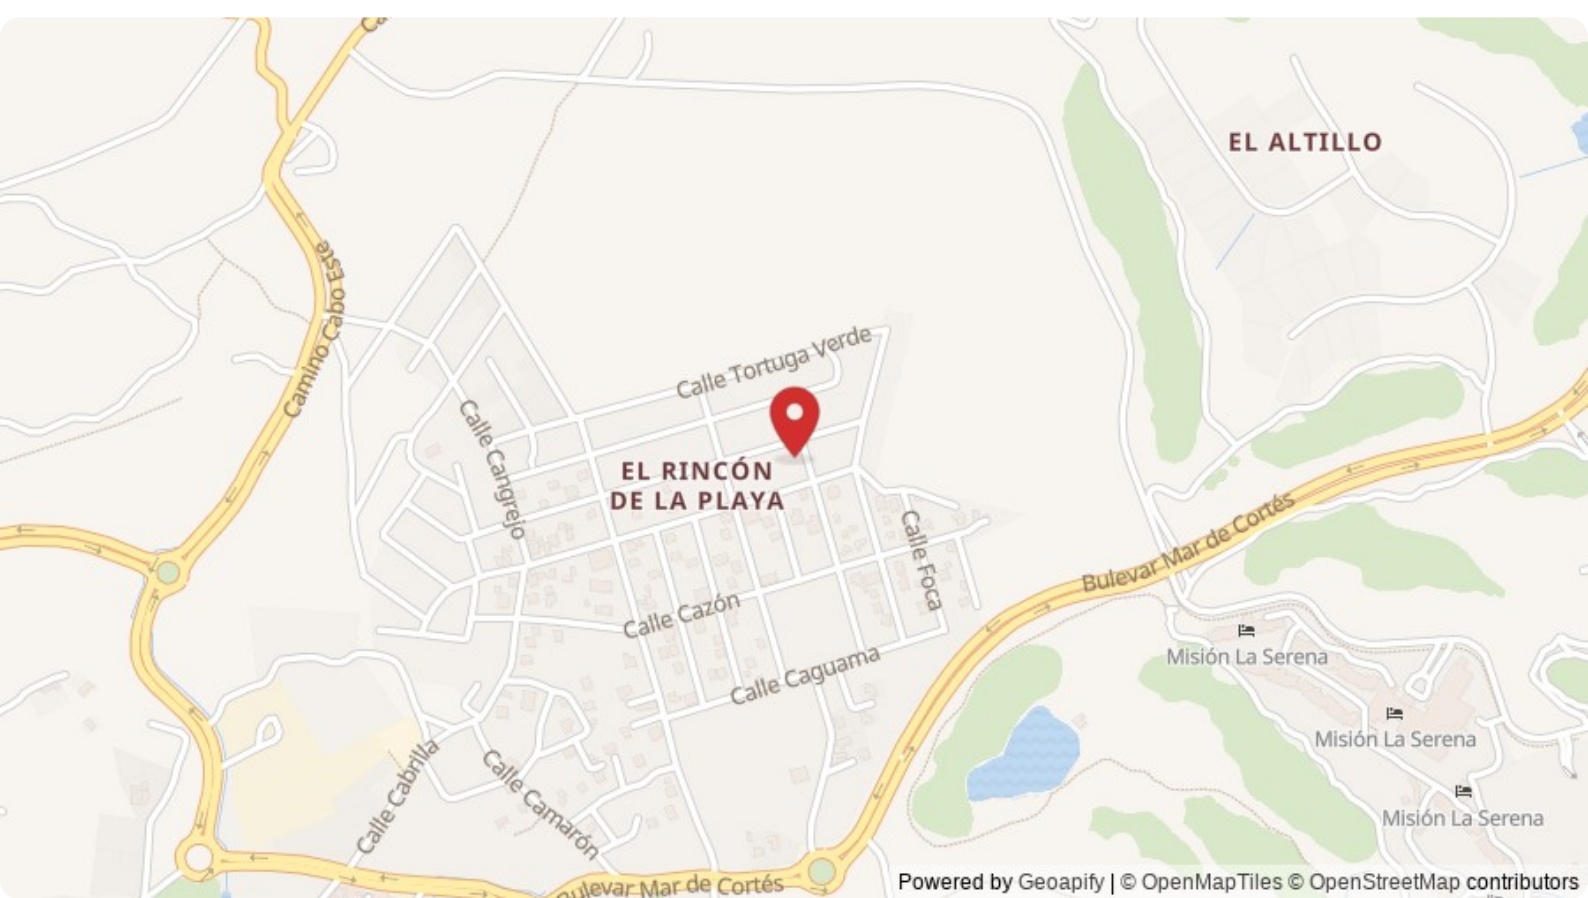 Ca
EL ALTILLO
Camino Cabo Este
Calle Tortuga Verde
Calle Cangrejo
EL RINCÓN
DE LA PLAYA
Calle Foca
Bulevar Mar de Cortés
Calle Cazón
Misión La Serena
Calle Caguama
Misión La Serena
Calle Cabrilla
Calle Camarón
Misión La Serena
Bulevar Mar de Cortés
Powered by Geoapify | © OpenMapTiles © OpenStreetMap contributors